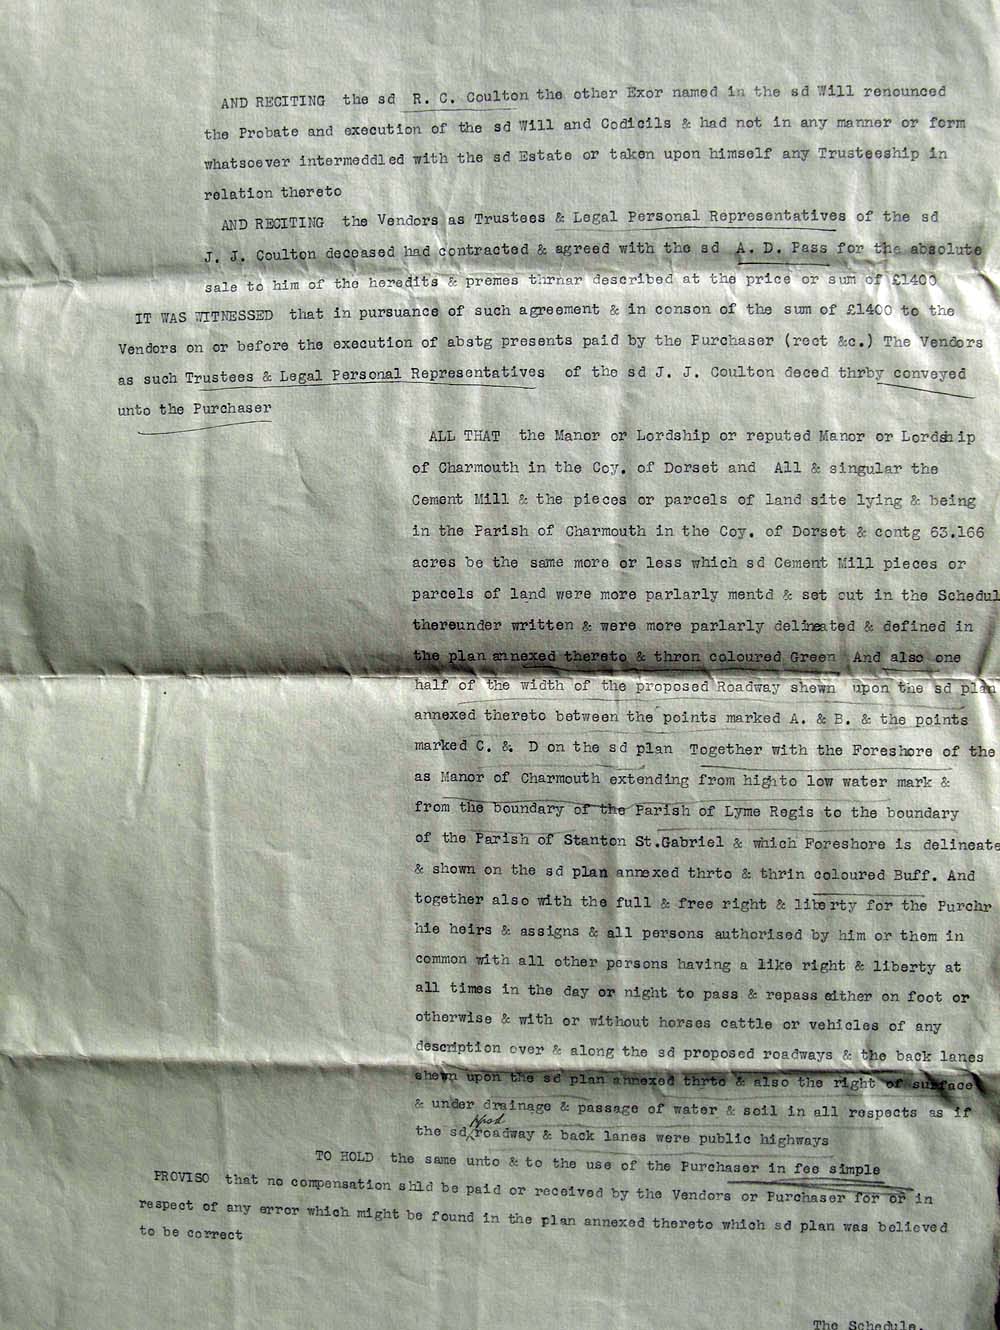 AND RECITING the sd R. C. Coulton the other Exor named in the sd Will renounced
the Probate and execution of the sd Will and Codicils & had not in any manner or form
whatsoever intermeddled with the sd Estate or taken upon himself any Trusteeship in
relation thereto
AND RECITING the Vendors as Trustees & Legal Personal Representatives of the sd
J. J. Coulton deceased had contracted & agreed with the sd A. D. Pass for the absolute
sale to him of the heredits & premes thrnar described at the price or sum of £1400
IT WAS WITNESSED that in pursuance of such agreement & in conson of the sum of £1400 to the
Vendors on or before the execution of abstg presents paid by the Purchaser (rect &c.) The Vendors
as such Trustees & Legal Personal Representatives of the sd J. J. Coulton deced thrby conveyed
unto the Purchaser
ALL THAT the Manor or Lordship or reputed Manor or Lordship
of Charmouth in the Coy. of Dorset and All & singular the
Cement Mill & the pieces or parcels of land site lying & being
in the Parish of Charmouth in the Coy. of Dorset & contg 63.166
acres be the same more or less which sd Cement Mill pieces or
parcels of land were more parlarly mentd & set out in the Schedul
thereunder written & were more parlarly delineated & defined in
the plan annexed thereto & thron coloured Green And also one
half of the width of the proposed Roadway shewn upon the sd plan
annexed thereto between the points marked A. & B. & the points
marked C. & D on the sd plan Together with the Foreshore of the
as Manor of Charmouth extending from high to low water mark &
from the boundary of the Parish of Lyme Regis to the boundary
of the Parish of Stanton St.Gabriel & which Foreshore is delineate
& shown on the sd plan annexed thrto & thrin coloured Buff. And
together also with the full & free right & liberty for the Purchr
hie heirs & assigns & all persons authorised by him or them in
common with all other persons having a like right & liberty at
all times in the day or night to pass & repass either on foot or
otherwise & with or without horses cattle or vehicles of any
description over & along the sd proposed roadways & the back lanes
shewn upon the sd plan annexed thrto & also the right of surface
& under drainage & passage of water & soil in all respects as if
the sd propd roadway & back lanes were public highways
TO HOLD the same unto & to the use of the Purchaser in fee simple
PROVISO that no compensation shld be paid or received by the Vendors or Purchaser for or in
respect of any error which might be found in the plan annexed thereto which sd plan was believed
to be correct
The Schedule.